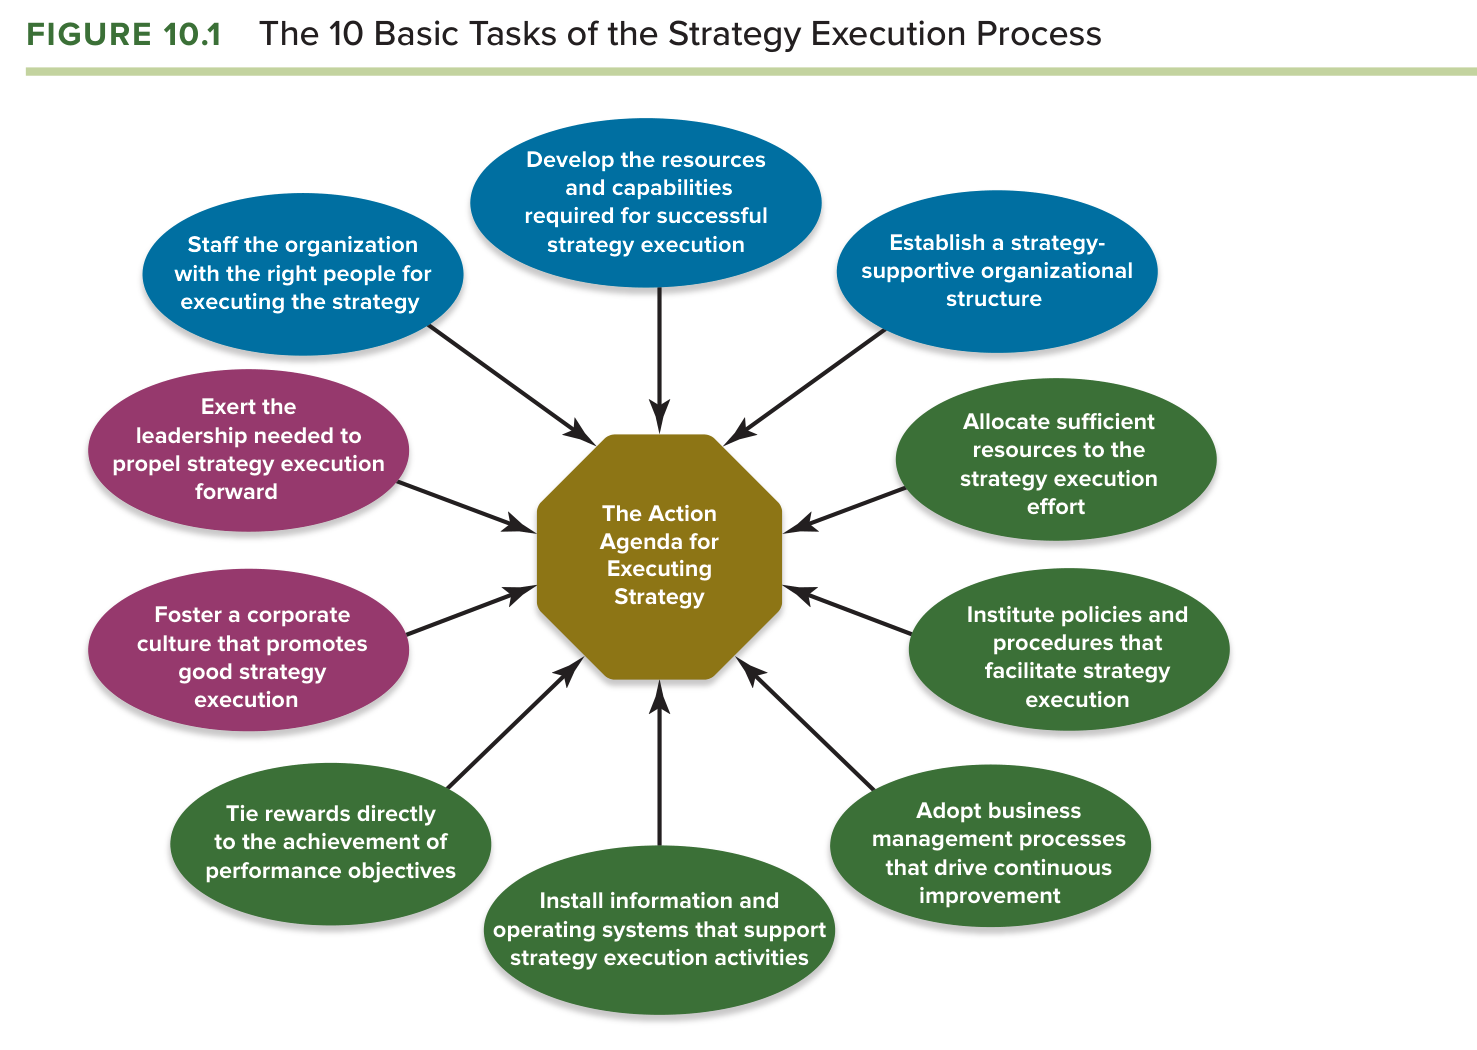 FIGURE 10.1 The 10 Basic Tasks of the Strategy Execution Process
Develop the resources
and capabilities
required for successful
strategy execution
Staff the organization
with the right people for
executing the strategy
Establish a strategy-
supportive organizational
structure
Exert the
leadership needed to
propel strategy execution
forward
Allocate sufficient
resources to the
strategy execution
effort
The Action
Agenda for
Executing
Strategy
Foster a corporate
culture that promotes
good strategy
execution
Institute policies and
procedures that
facilitate strategy
execution
Tie rewards directly
to the achievement of
performance objectives
Adopt business
management processes
that drive continuous
improvement
Install information and
operating systems that support
strategy execution activities